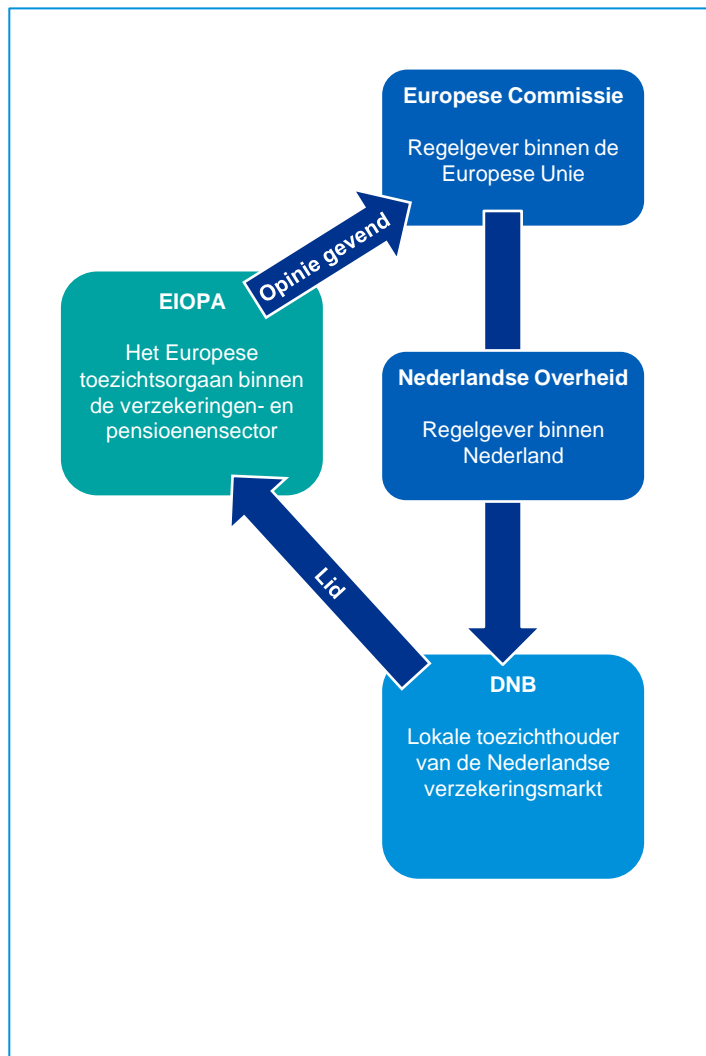 Europese Commissie
Regelgever binnen de
Europese Unie
Opinie gevend
EIOPA
Het Europese
toezichtsorgaan binnen
de verzekeringen- en
pensioenensector
Nederlandse Overheid
Regelgever binnen
Nederland
Lid
DNB
Lokale toezichthouder
van de Nederlandse
verzekeringsmarkt